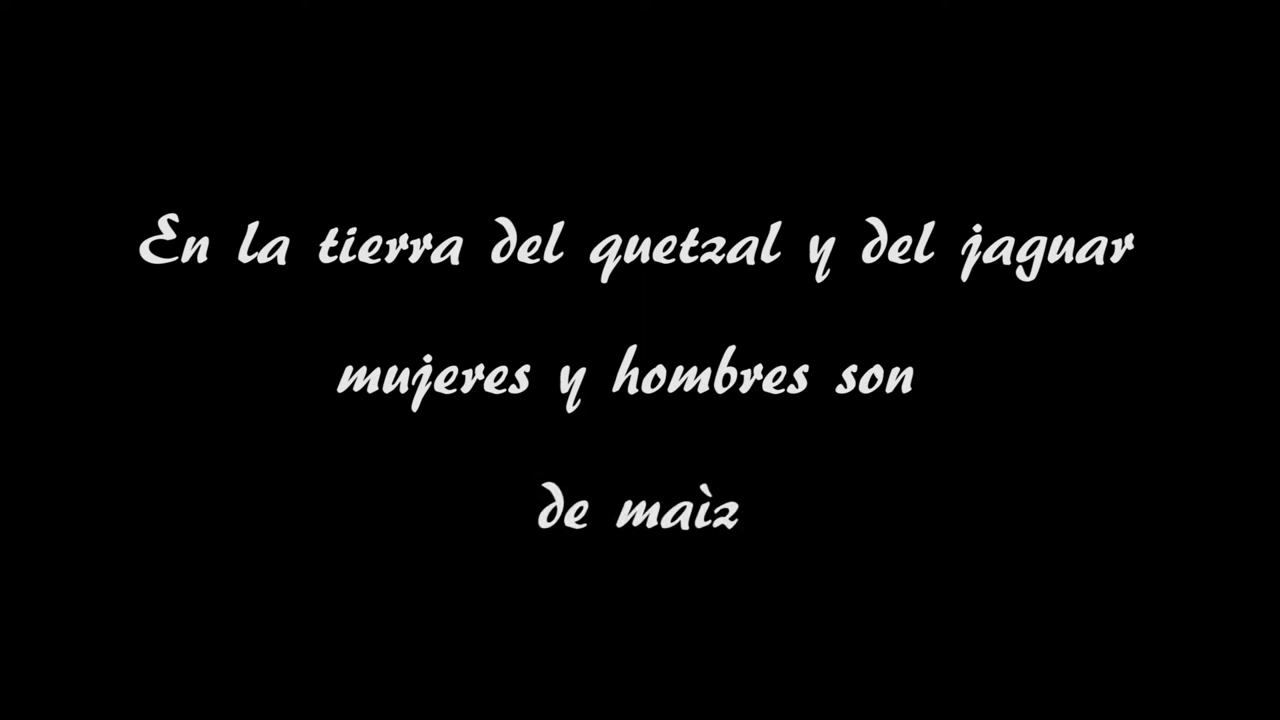 En la tierra del quetzal y del jaguar
mujeres y hombres son
de maìz